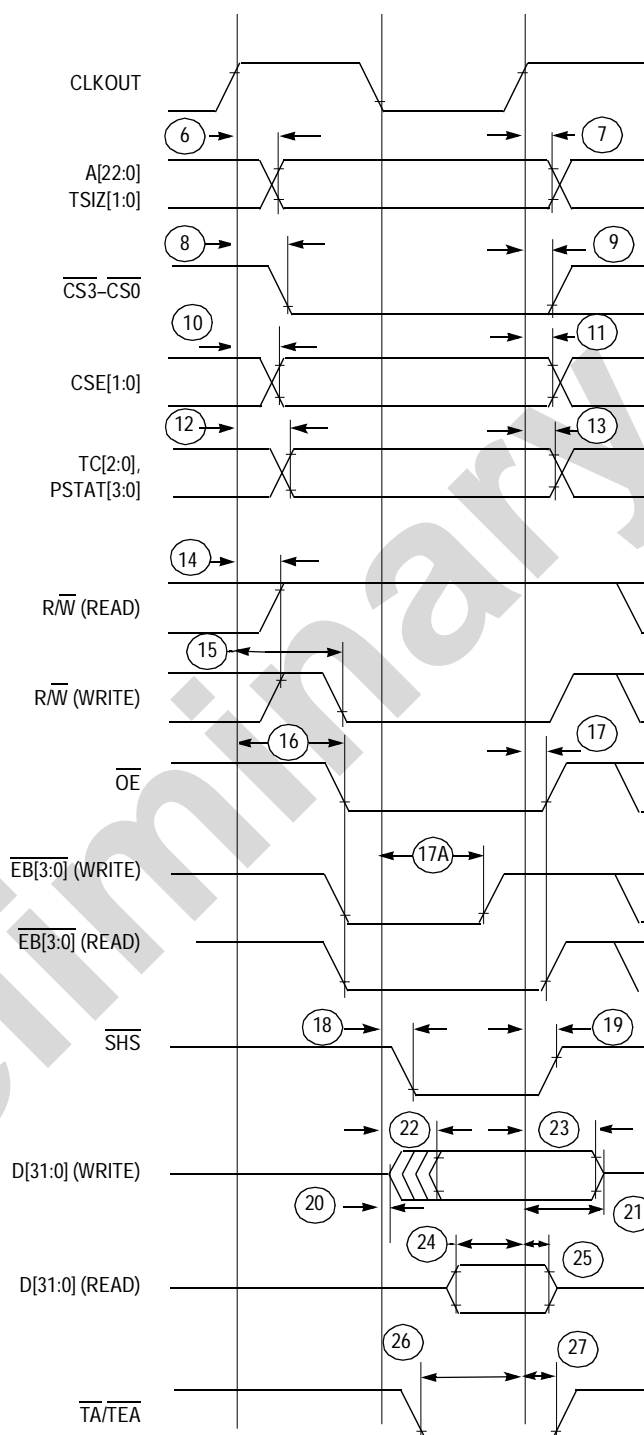 CLKOUT
6
7
A[22:0]
TSIZ[1:0]
8
9
CS3–CS0
10
11
CSE[1:0]
12
13
TC[2:0],
PSTAT[3:0]
14
R/W (READ)
15
R/W (WRITE)
16
17
OE
17A
EB[3:0] (WRITE)
EB[3:0] (READ)
18
19
SHS
22
23
D[31:0] (WRITE)
20
21
24
25
D[31:0] (READ)
26
27
TA/TEA